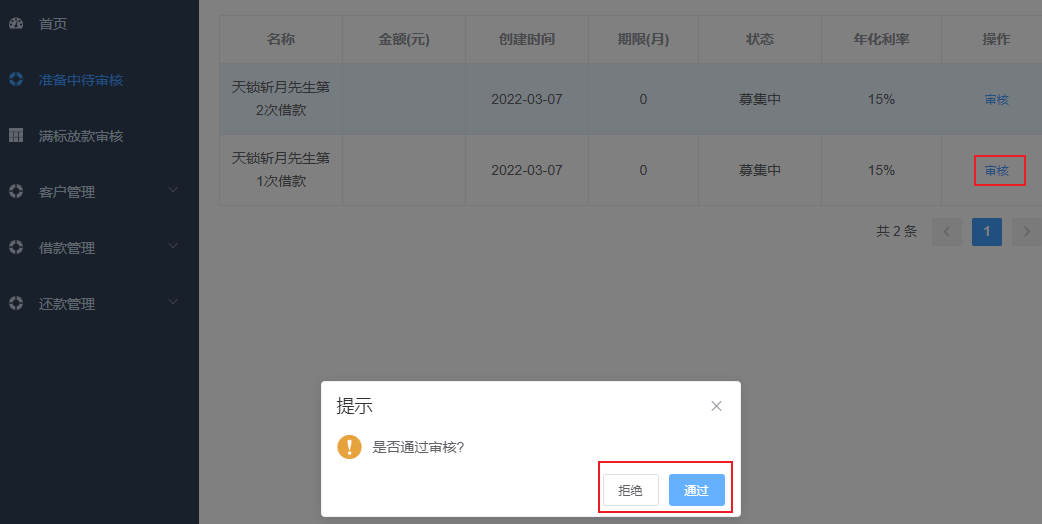 首页
准备中待审核
满标放款审核
客户管理
借款管理
还款管理
名称 金额(元) 创建时间 期限(月) 状态 年化利率 操作
天锁斩月先生第
2次借款 2022-03-07 0 募集中 15% 审核
天锁斩月先生第
1次借款 2022-03-07 0 募集中 15% 审核
共 2 条 1
提示
是否通过审核?
拒绝 通过